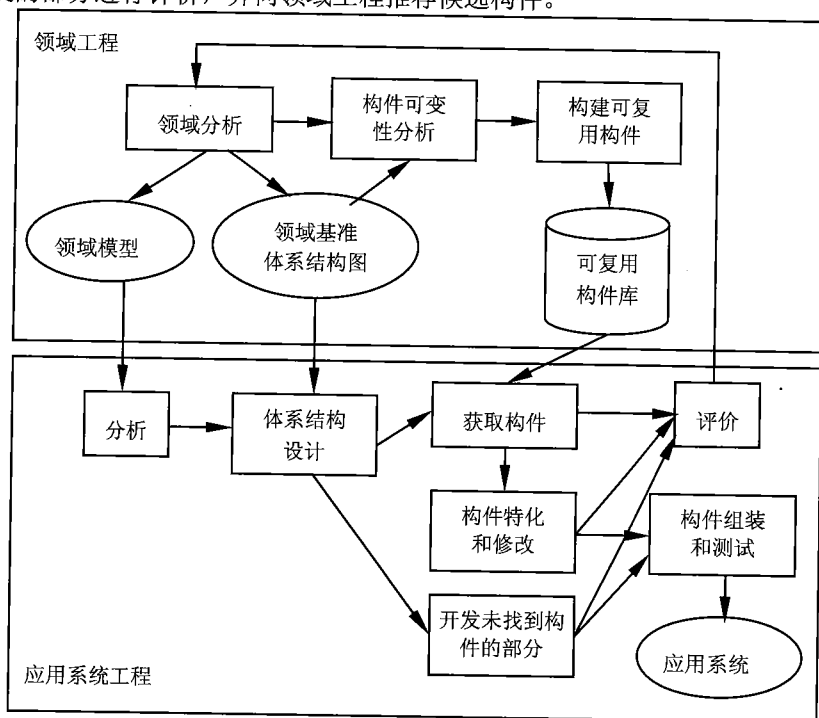 的部分进行评价，并向领域工程推荐候选构件。
领域工程
领域分析
构件可变
性分析
构建可复
用构件
领域模型
领域基准
体系结构图
可复用
构件库
分析
体系结构
设计
获取构件
评价
构件特化
和修改
构件组装
和测试
开发未找到构
件的部分
应用系统
应用系统工程